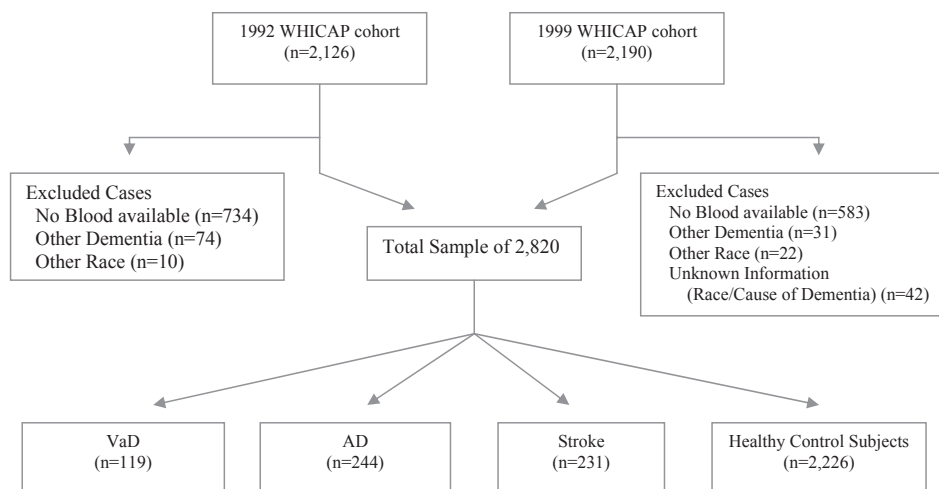 1992 WHICAP cohort
(n=2,126)
1999 WHICAP cohort
(n=2,190)
Excluded Cases
No Blood available (n=734)
Other Dementia (n=74)
Other Race (n=10)
Total Sample of 2,820
Excluded Cases
No Blood available (n=583)
Other Dementia (n=31)
Other Race (n=22)
Unknown Information
(Race/Cause of Dementia) (n=42)
VaD
(n=119)
AD
(n=244)
Stroke
(n=231)
Healthy Control Subjects
(n=2,226)